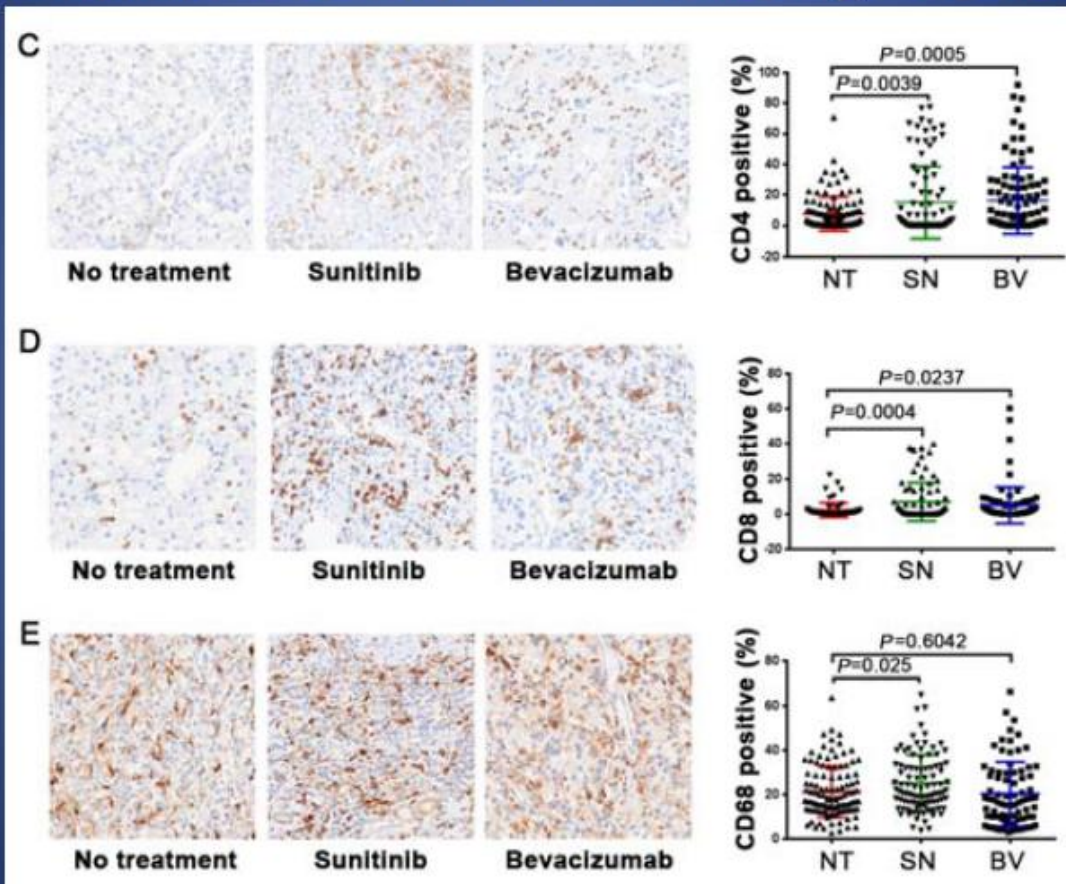 C
No treatment
Sunitinib
Bevacizumab
CD4 positive (%)
P=0.0005
P=0.0039
100
80
60
40
20
0
-20
NT
SN
BV
D
No treatment
Sunitinib
Bevacizumab
CD8 positive (%)
P=0.0237
P=0.0004
80
60
40
20
0
-20
NT
SN
BV
E
No treatment
Sunitinib
Bevacizumab
CD68 positive (%)
P=0.6042
P=0.025
80
60
40
20
0
NT
SN
BV